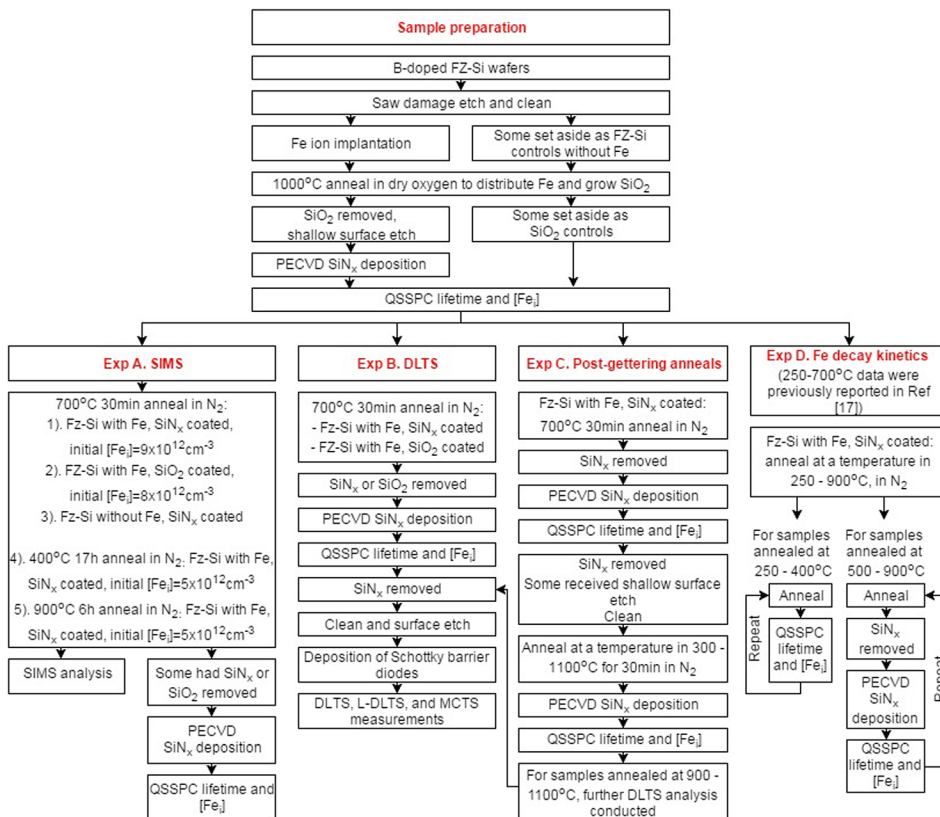 Sample preparation
B-doped FZ-Si wafers
Saw damage etch and clean
Fe ion implantation
Some set aside as FZ-Si
controls without Fe
1000°C anneal in dry oxygen to distribute Fe and grow SiO₂
SiO₂ removed,
shallow surface etch
Some set aside as
SiO₂ controls
PECVD SiNₓ deposition
QSSPC lifetime and [Feᵢ]
Exp A. SIMS
700°C 30min anneal in N₂:
1). Fz-Si with Fe, SiNₓ coated,
initial [Feᵢ]=9x10¹²cm⁻³
2). FZ-Si with Fe, SiO₂ coated,
initial [Feᵢ]=8x10¹²cm⁻³
3). Fz-Si without Fe, SiNₓ coated
4). 400°C 17h anneal in N₂: Fz-Si with Fe,
SiNₓ coated, initial [Feᵢ]=5x10¹²cm⁻³
5). 900°C 6h anneal in N₂: Fz-Si with Fe,
SiNₓ coated, initial [Feᵢ]=5x10¹²cm⁻³
SIMS analysis
Some had SiNₓ or
SiO₂ removed
PECVD
SiNₓ deposition
QSSPC lifetime and
[Feᵢ]
Exp B. DLTS
700°C 30min anneal in N₂:
- Fz-Si with Fe, SiNₓ coated
- FZ-Si with Fe, SiO₂ coated
SiNₓ or SiO₂ removed
PECVD SiNₓ deposition
QSSPC lifetime and [Feᵢ]
SiNₓ removed
Clean and surface etch
Deposition of Schottky barrier
diodes
DLTS, L-DLTS, and MCTS
measurements
Exp C. Post-gettering anneals
Fz-Si with Fe, SiNₓ coated:
700°C 30min anneal in N₂
SiNₓ removed
PECVD SiNₓ deposition
QSSPC lifetime and [Feᵢ]
SiNₓ removed
Some received shallow surface
etch
Clean
Anneal at a temperature in 300 -
1100°C for 30min in N₂
PECVD SiNₓ deposition
QSSPC lifetime and [Feᵢ]
For samples annealed at 900 -
1100°C, further DLTS analysis
conducted
Exp D. Fe decay kinetics
(250-700°C data were
previously reported in Ref
[17])
Fz-Si with Fe, SiNₓ coated:
anneal at a temperature in
250 - 900°C, in N₂
For samples
annealed at
250 - 400°C
Anneal
QSSPC
lifetime
and [Feᵢ]
Repeat
For samples
annealed at
500 - 900°C
Anneal
SiNₓ
removed
PECVD
SiNₓ
deposition
QSSPC
lifetime and
[Feᵢ]
Repeat